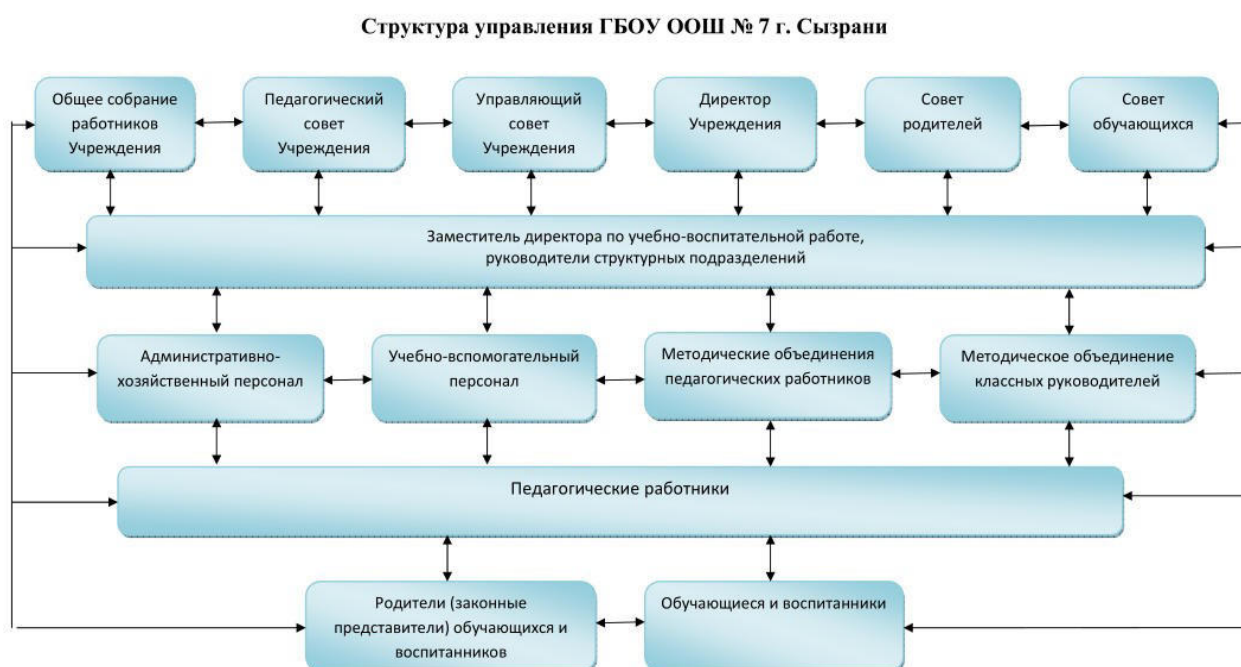 Структура управления ГБОУ ООШ № 7 г. Сызрани
Общее собрание
работников
Учреждения
Педагогический
совет
Учреждения
Управляющий
совет
Учреждения
Директор
Учреждения
Совет
родителей
Совет
обучающихся
Заместитель директора по учебно-воспитательной работе,
руководители структурных подразделений
Административно-
хозяйственный персонал
Учебно-вспомогательный
персонал
Методические объединения
педагогических работников
Методическое объединение
классных руководителей
Педагогические работники
Родители (законные
представители) обучающихся и
воспитанников
Обучающиеся и воспитанники